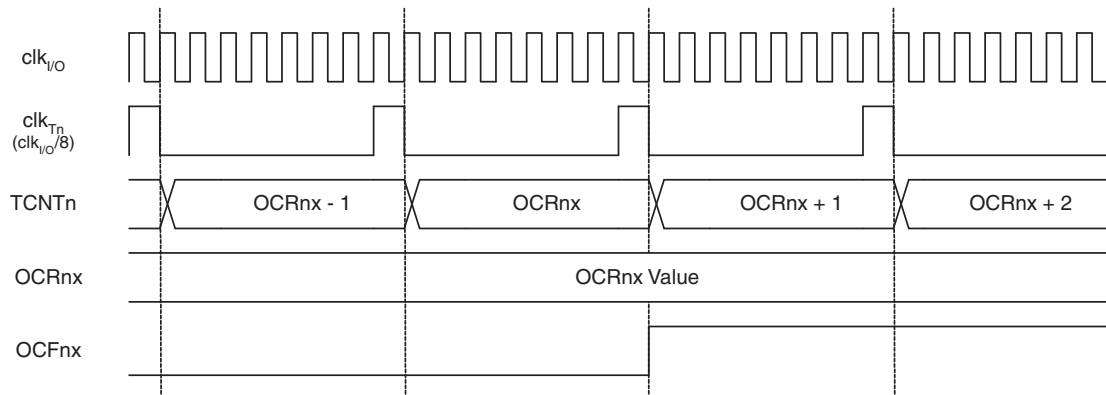 clkI/O
clkTn
(clkI/O/8)
TCNTn OCRnx - 1 OCRnx OCRnx + 1 OCRnx + 2
OCRnx OCRnx Value
OCFnx